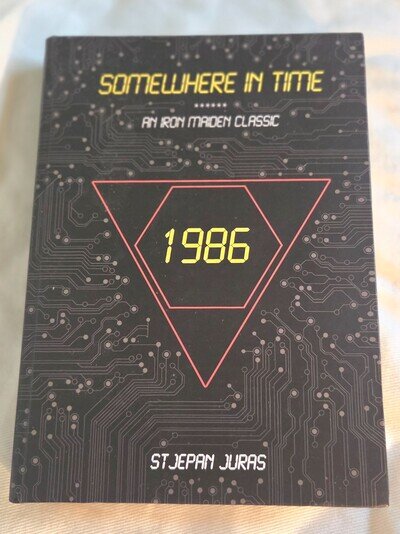 SOMEWHERE IN TIME
******
AN IRON MAIDEN CLASSIC
1986
STJEPAN JURAS